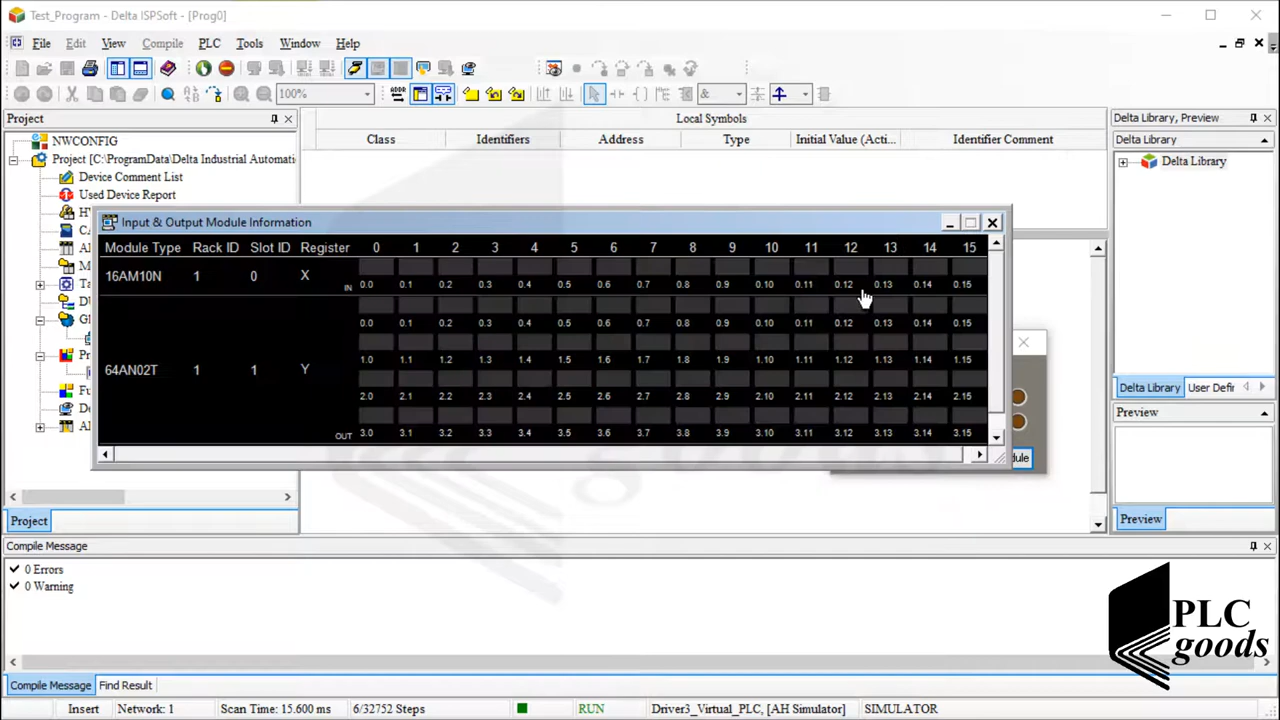 Test_Program - Delta ISPSoft - [Prog0]
File Edit View Compile PLC Tools Window Help
100%
ADDR
&
Project
Local Symbols
Delta Library, Preview
NWCONFIG
Class Identifiers Address Type Initial Value (Acti... Identifier Comment
Delta Library
Project [C:\ProgramData\Delta Industrial Automati
Delta Library
Device Comment List
Used Device Report
Input & Output Module Information
Module Type Rack ID Slot ID Register 0 1 2 3 4 5 6 7 8 9 10 11 12 13 14 15
16AM10N 1 0 X
IN 0.0 0.1 0.2 0.3 0.4 0.5 0.6 0.7 0.8 0.9 0.10 0.11 0.12 0.13 0.14 0.15
0.0 0.1 0.2 0.3 0.4 0.5 0.6 0.7 0.8 0.9 0.10 0.11 0.12 0.13 0.14 0.15
1.0 1.1 1.2 1.3 1.4 1.5 1.6 1.7 1.8 1.9 1.10 1.11 1.12 1.13 1.14 1.15
64AN02T 1 1 Y
2.0 2.1 2.2 2.3 2.4 2.5 2.6 2.7 2.8 2.9 2.10 2.11 2.12 2.13 2.14 2.15
OUT 3.0 3.1 3.2 3.3 3.4 3.5 3.6 3.7 3.8 3.9 3.10 3.11 3.12 3.13 3.14 3.15
Delta Library User Defir
Preview
dule
Project
Preview
Compile Message
0 Errors
0 Warning
PLC
goods
Compile Message Find Result
Insert Network: 1 Scan Time: 15.600 ms 6/32752 Steps RUN Driver3_Virtual_PLC, [AH Simulator] SIMULATOR